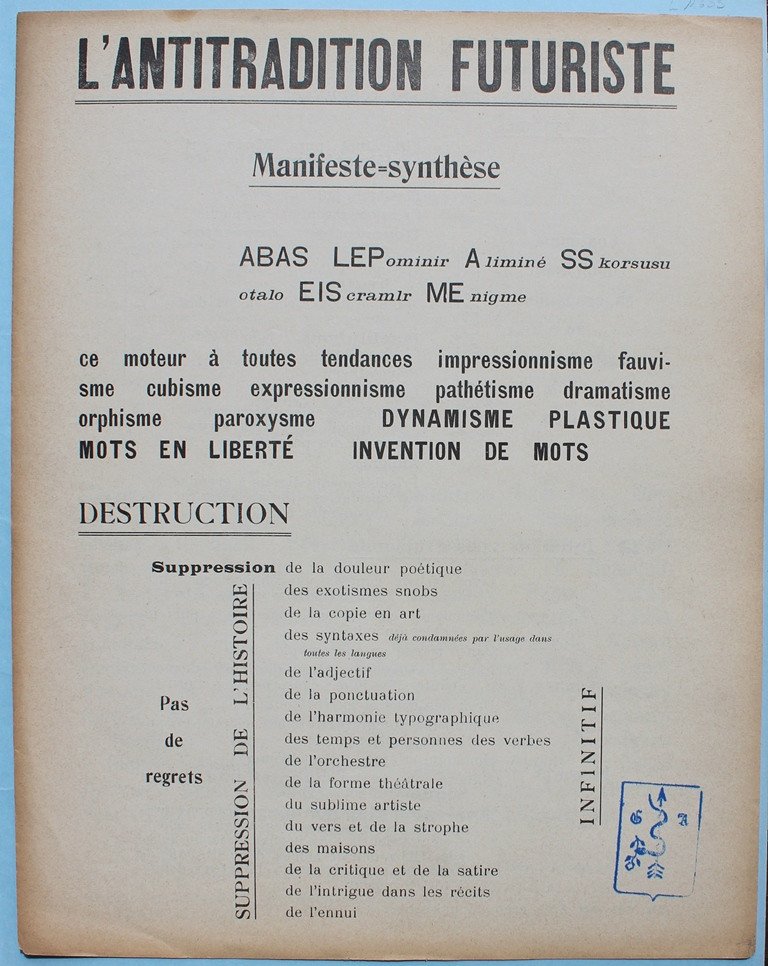 L'ANTITRADITION FUTURISTE
Manifeste=synthèse
ABAS LEPominir Aliminé SSkorsusu
otalo EIScramlr MEnigme
ce moteur à toutes tendances impressionnisme fauvi-
sme cubisme expressionnisme pathétisme dramatisme
orphisme paroxysme DYNAMISME PLASTIQUE
MOTS EN LIBERTÉ INVENTION DE MOTS
DESTRUCTION
Suppression de la douleur poétique
des exotismes snobs
de la copie en art
des syntaxes déjà condamnées par l'usage dans
toutes les langues
de l'adjectif
de la ponctuation
de l'harmonie typographique
des temps et personnes des verbes
de l'orchestre
de la forme théâtrale
du sublime artiste
du vers et de la strophe
des maisons
de la critique et de la satire
de l'intrigue dans les récits
de l'ennui
SUPPRESSION DE L'HISTOIRE
Pas
de
regrets
INFINITIF
G A